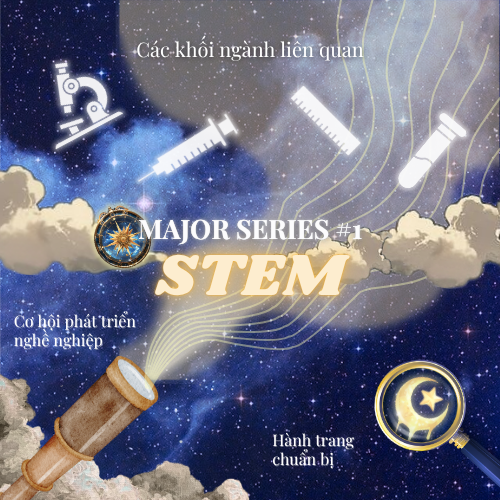 Các khối ngành liên quan
MAJOR SERIES #1
STEM
Cơ hội phát triển
nghề nghiệp
Hành trang
chuẩn bị